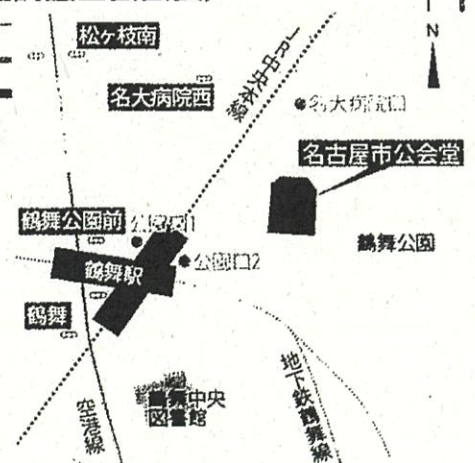 松ヶ枝南
N
JR中央本線
名大病院西
名大病院口
名古屋市公会堂
鶴舞公園前
公園口1
鶴舞公園
公園口2
鶴舞駅
鶴舞
地下鉄鶴舞線
鶴舞中央
図書館
空港線